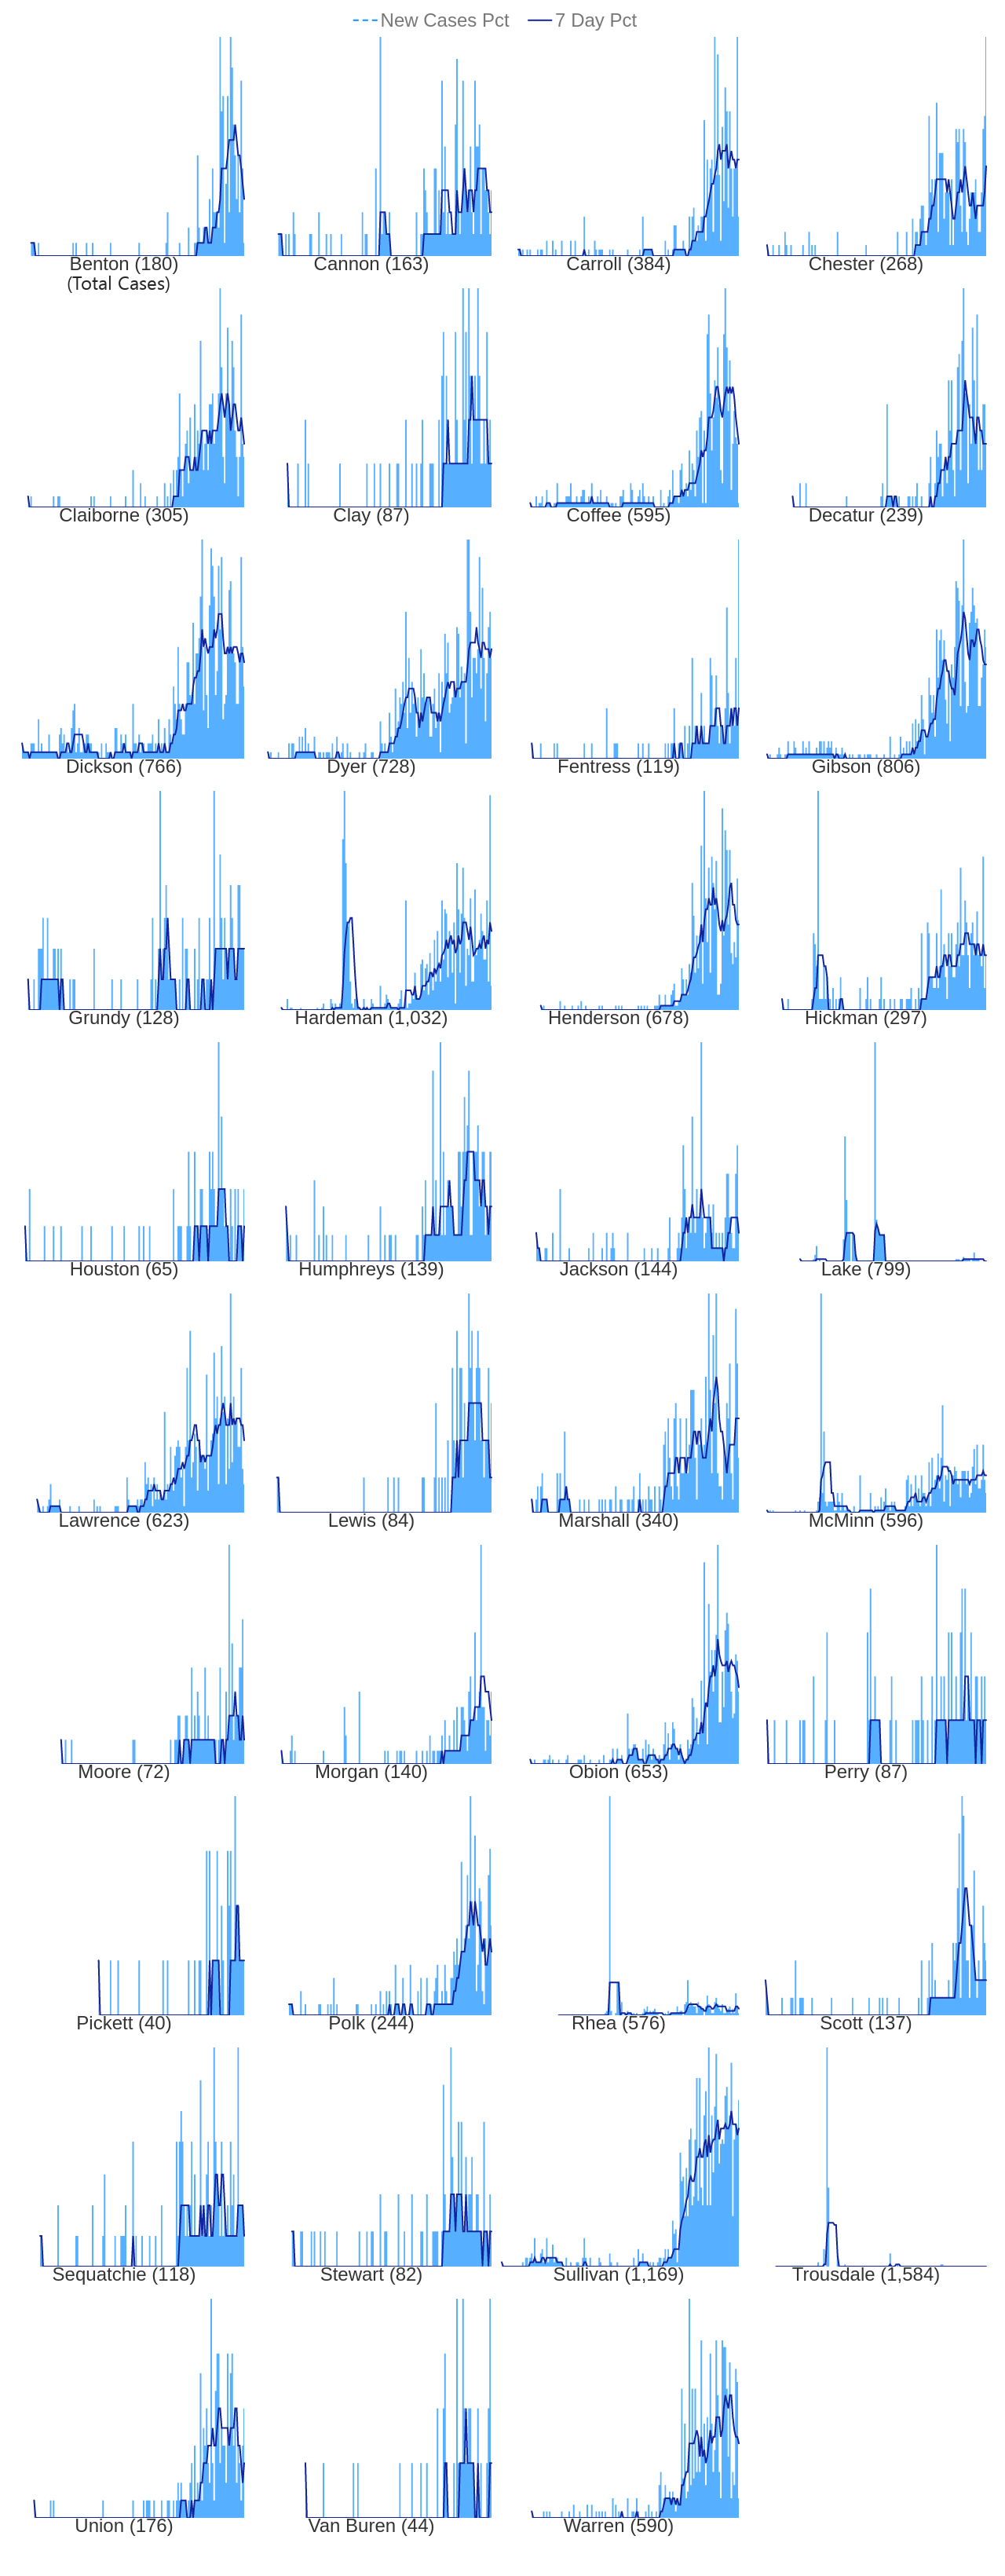 New Cases Pct 7 Day Pct
Benton (180) Cannon (163) Carroll (384) Chester (268)
(Total Cases)
Claiborne (305) Clay (87) Coffee (595) Decatur (239)
Dickson (766) Dyer (728) Fentress (119) Gibson (806)
Grundy (128) Hardeman (1,032) Henderson (678) Hickman (297)
Houston (65) Humphreys (139) Jackson (144) Lake (799)
Lawrence (623) Lewis (84) Marshall (340) McMinn (596)
Moore (72) Morgan (140) Obion (653) Perry (87)
Pickett (40) Polk (244) Rhea (576) Scott (137)
Sequatchie (118) Stewart (82) Sullivan (1,169) Trousdale (1,584)
Union (176) Van Buren (44) Warren (590)